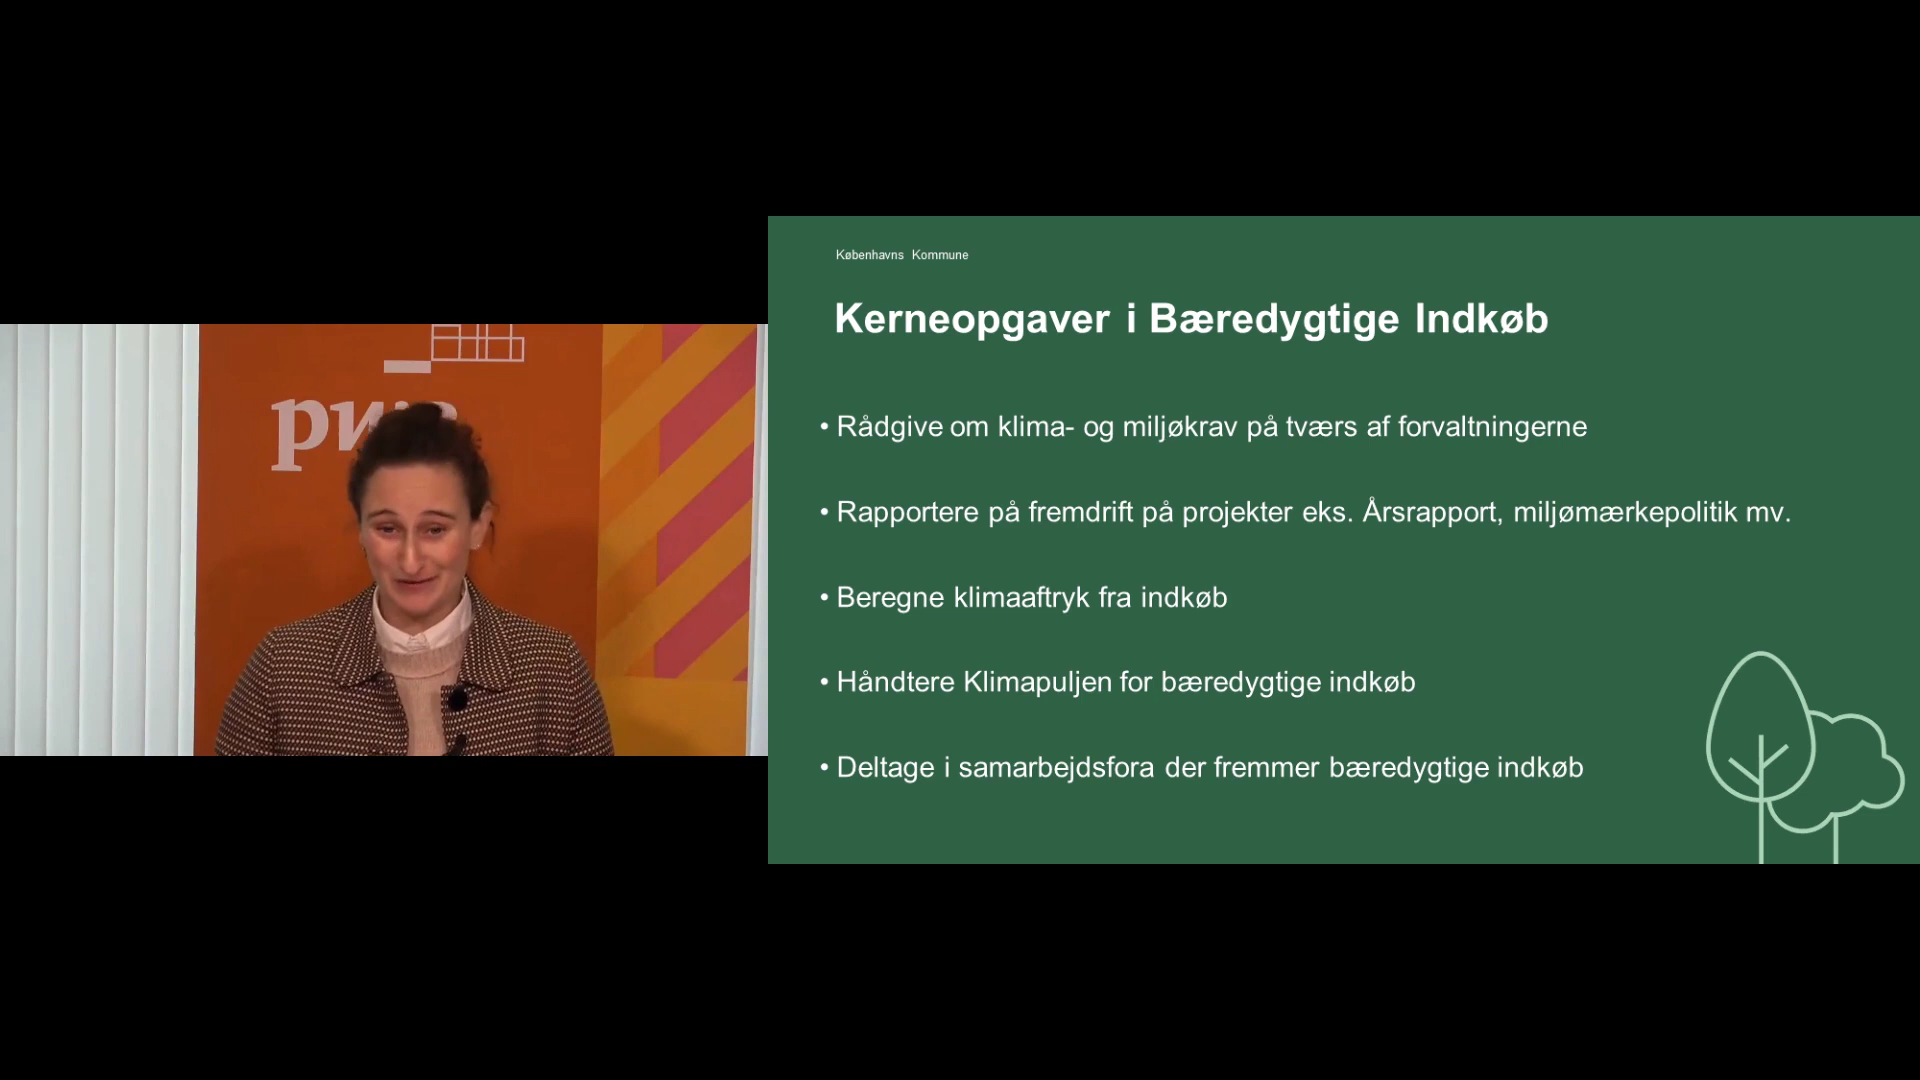 pwc
Københavns Kommune
Kerneopgaver i Bæredygtige Indkøb
• Rådgive om klima- og miljøkrav på tværs af forvaltningerne
• Rapportere på fremdrift på projekter eks. Årsrapport, miljømærkepolitik mv.
• Beregne klimaaftryk fra indkøb
• Håndtere Klimapuljen for bæredygtige indkøb
• Deltage i samarbejdsfora der fremmer bæredygtige indkøb